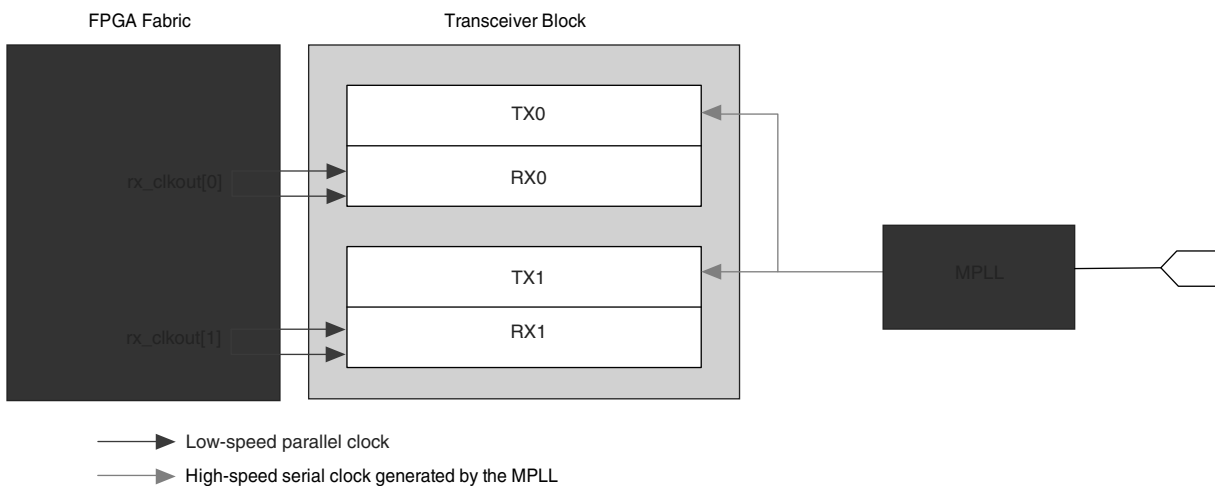 FPGA Fabric
Transceiver Block
TX0
rx_clkout[0]
RX0
TX1
MPLL
rx_clkout[1]
RX1
Low-speed parallel clock
High-speed serial clock generated by the MPLL